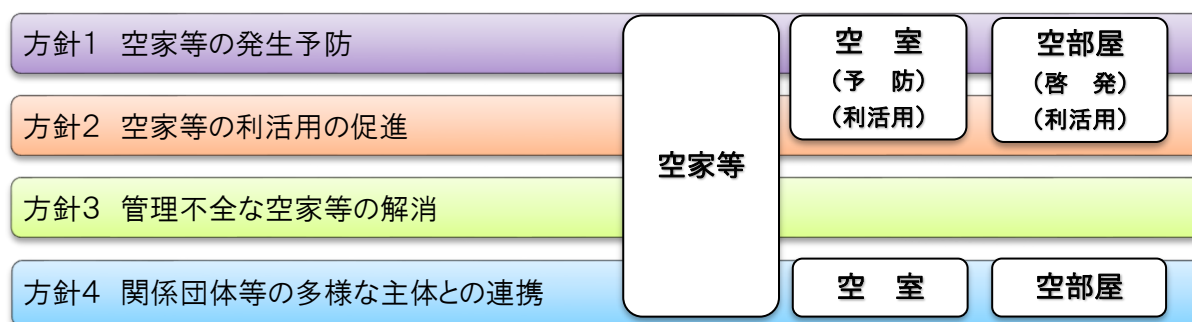 方針1 空家等の発生予防
方針2 空家等の利活用の促進
方針3 管理不全な空家等の解消
方針4 関係団体等の多様な主体との連携
空家等
空 室
(予 防)
(利活用)
空部屋
(啓 発)
(利活用)
空 室
空部屋